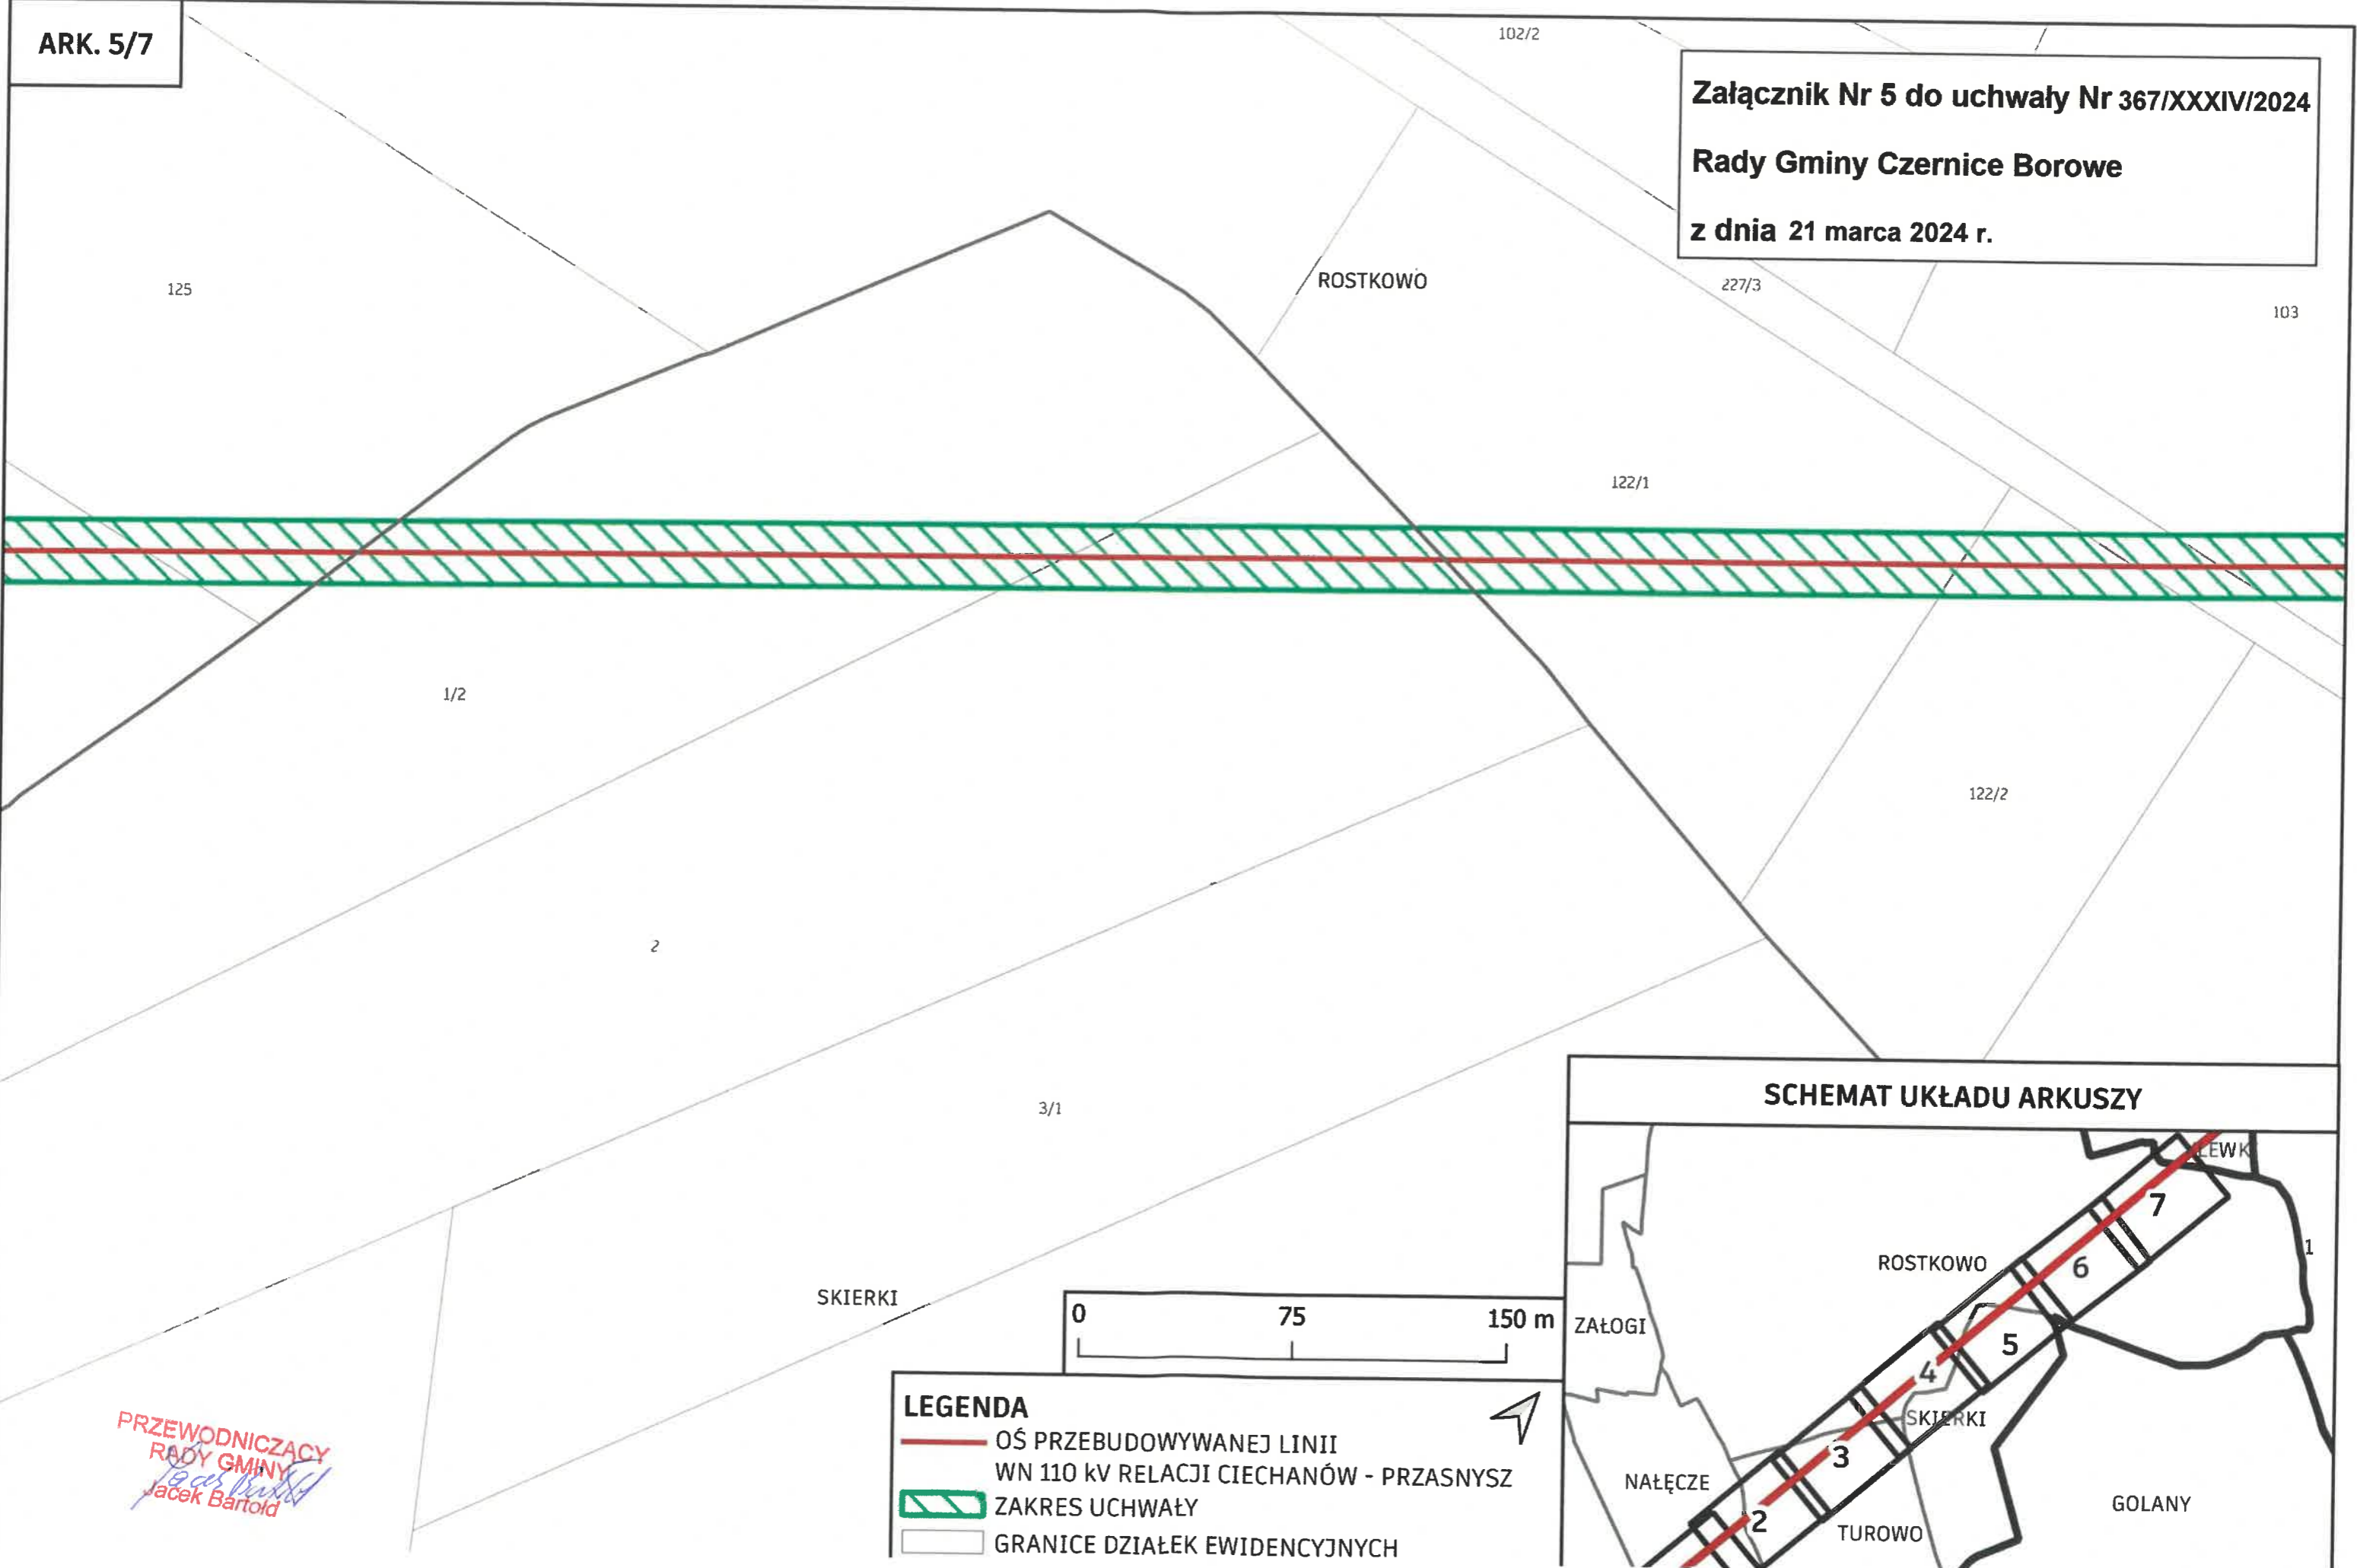 ARK. 5/7
102/2
Załącznik Nr 5 do uchwały Nr 367/XXXIV/2024
Rady Gminy Czernice Borowe
z dnia 21 marca 2024 r.
125
ROSTKOWO
227/3
103
122/1
1/2
122/2
2
3/1
SKIERKI
0 75 150 m
LEGENDA
OŚ PRZEBUDOWYWANEJ LINII
WN 110 kV RELACJI CIECHANÓW - PRZASNYSZ
ZAKRES UCHWAŁY
GRANICE DZIAŁEK EWIDENCYJNYCH
PRZEWODNICZĄCY
RADY GMINY
Jacek Bartołd
SCHEMAT UKŁADU ARKUSZY
LEWK
7
1
ROSTKOWO
6
ZAŁOGI
5
4
SKIERKI
3
NAŁĘCZE
GOLANY
2
TUROWO